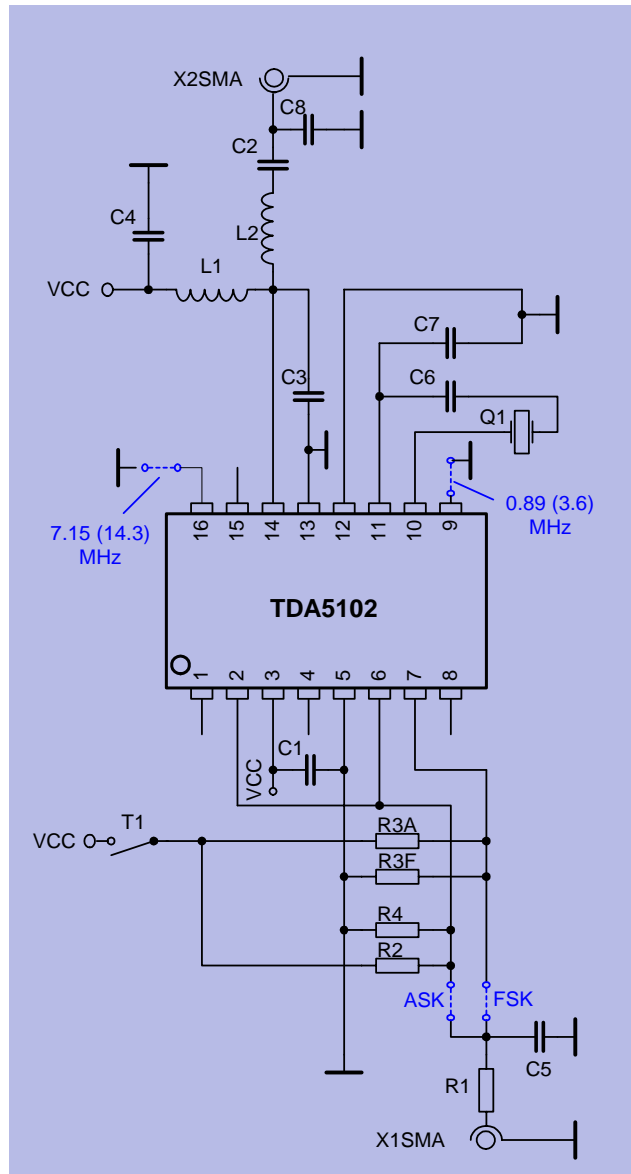 X2SMA
C8
C2
C4
L2
L1
VCC
C7
C3
C6
Q1
7.15 (14.3)
MHz
0.89 (3.6)
MHz
16 15 14 13 12 11 10 9
TDA5102
1 2 3 4 5 6 7 8
C1
VCC
T1
VCC
R3A
R3F
R4
R2
ASK
FSK
C5
R1
X1SMA